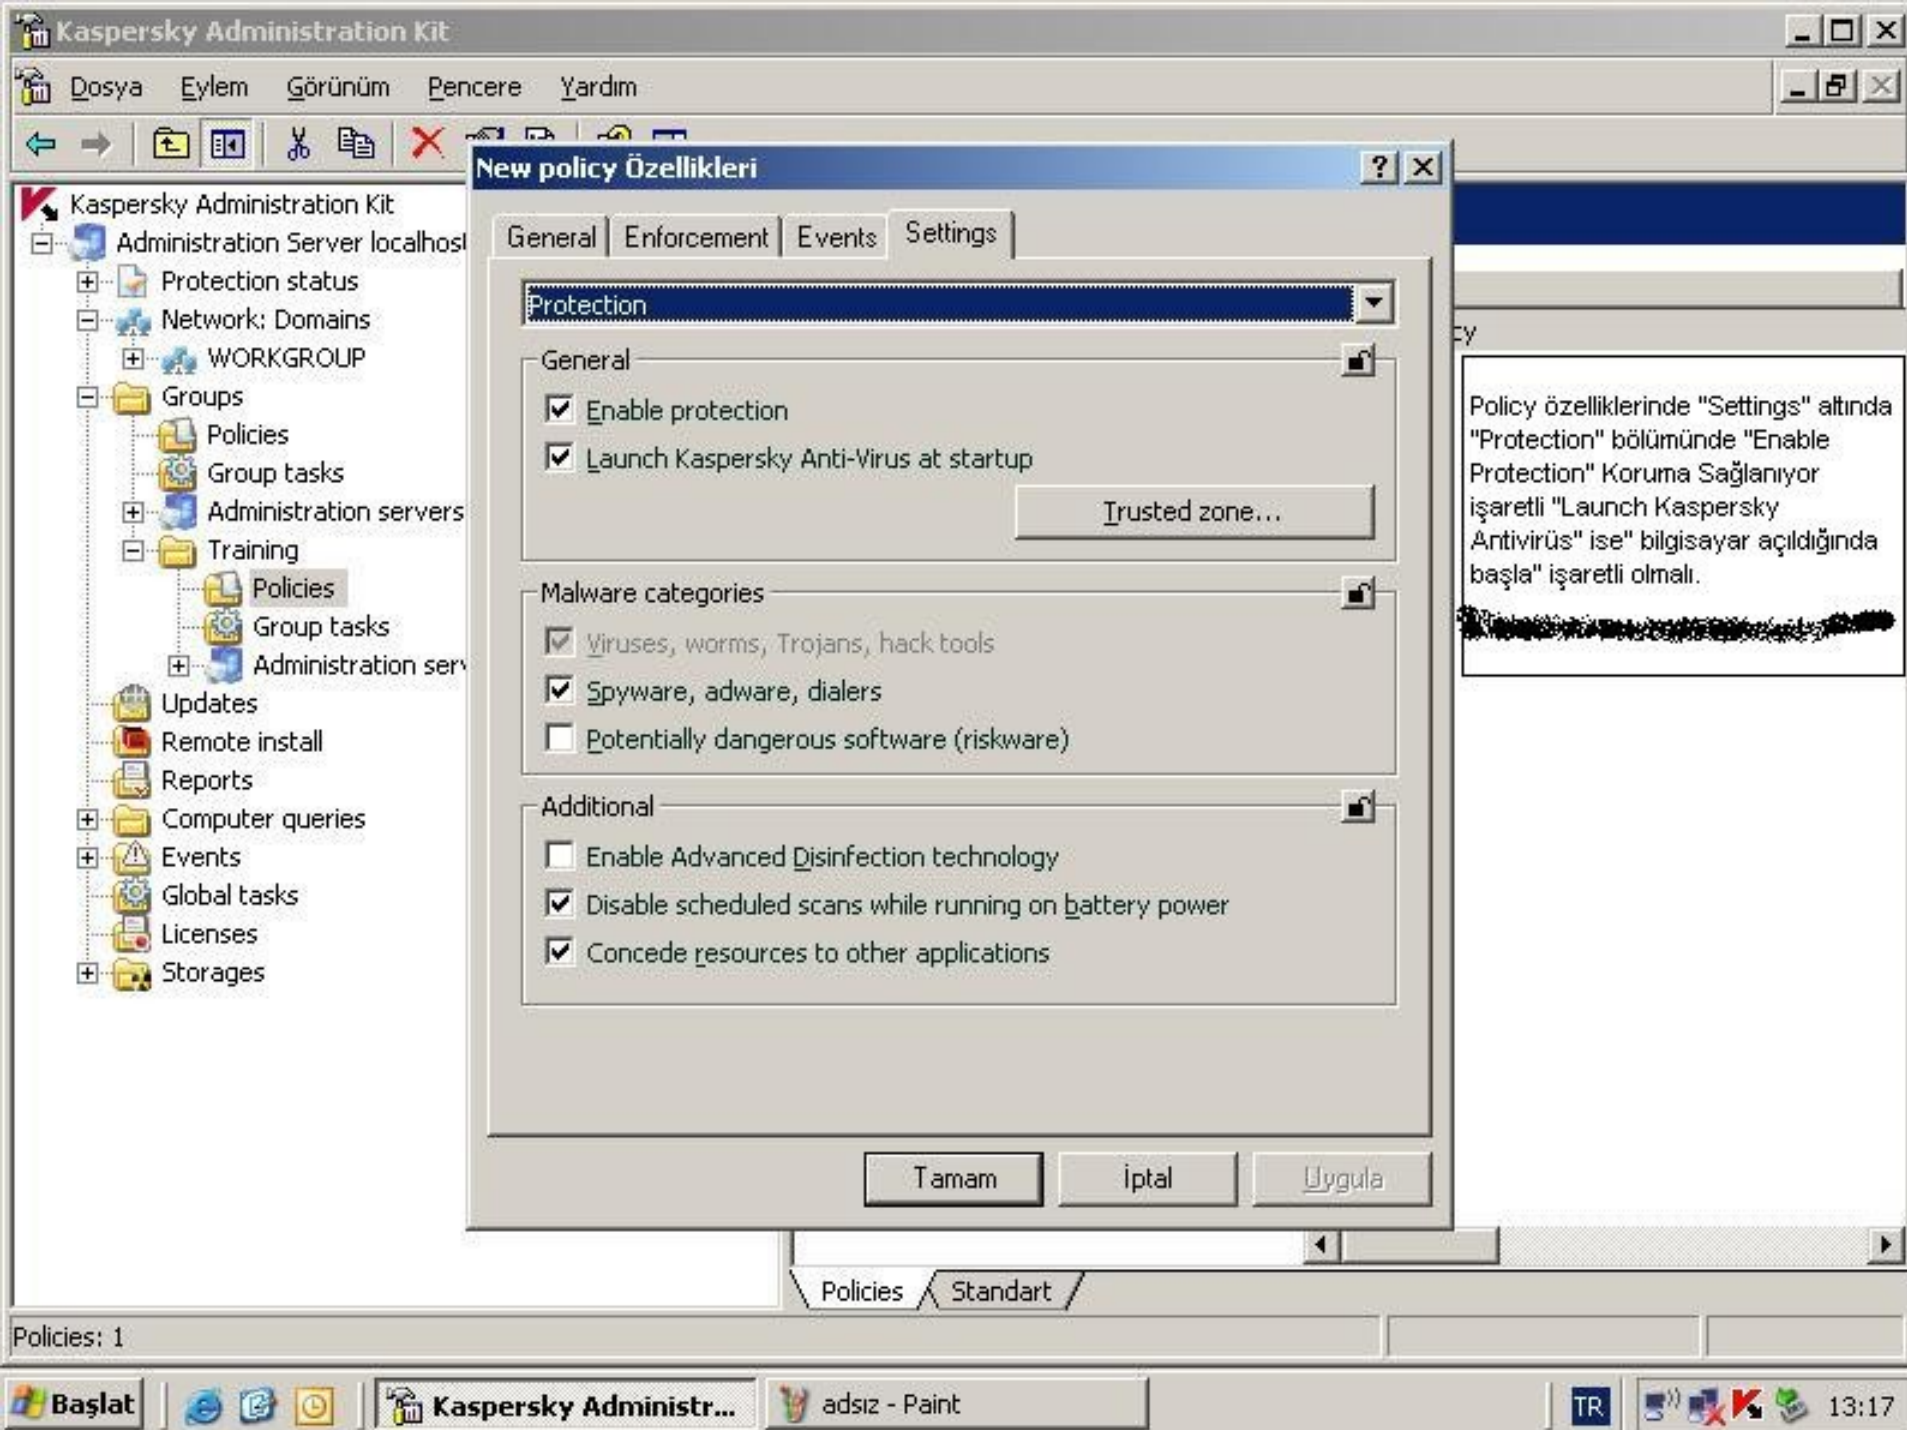 Kaspersky Administration Kit
Dosya Eylem Görünüm Pencere Yardım
Kaspersky Administration Kit
Administration Server localhost
Protection status
Network: Domains
WORKGROUP
Groups
Policies
Group tasks
Administration servers
Training
Policies
Group tasks
Administration serv
Updates
Remote install
Reports
Computer queries
Events
Global tasks
Licenses
Storages
New policy Özellikleri
General Enforcement Events Settings
Protection
General
Enable protection
Launch Kaspersky Anti-Virus at startup
Trusted zone...
Malware categories
Viruses, worms, Trojans, hack tools
Spyware, adware, dialers
Potentially dangerous software (riskware)
Additional
Enable Advanced Disinfection technology
Disable scheduled scans while running on battery power
Concede resources to other applications
Tamam İptal Uygula
cy
Policy özelliklerinde "Settings" altında
"Protection" bölümünde "Enable
Protection" Koruma Sağlanıyor
işaretli "Launch Kaspersky
Antivirüs" ise" bilgisayar açıldığında
başla" işaretli olmalı.
Policies Standart
Policies: 1
Başlat Kaspersky Administr... adsız - Paint TR 13:17